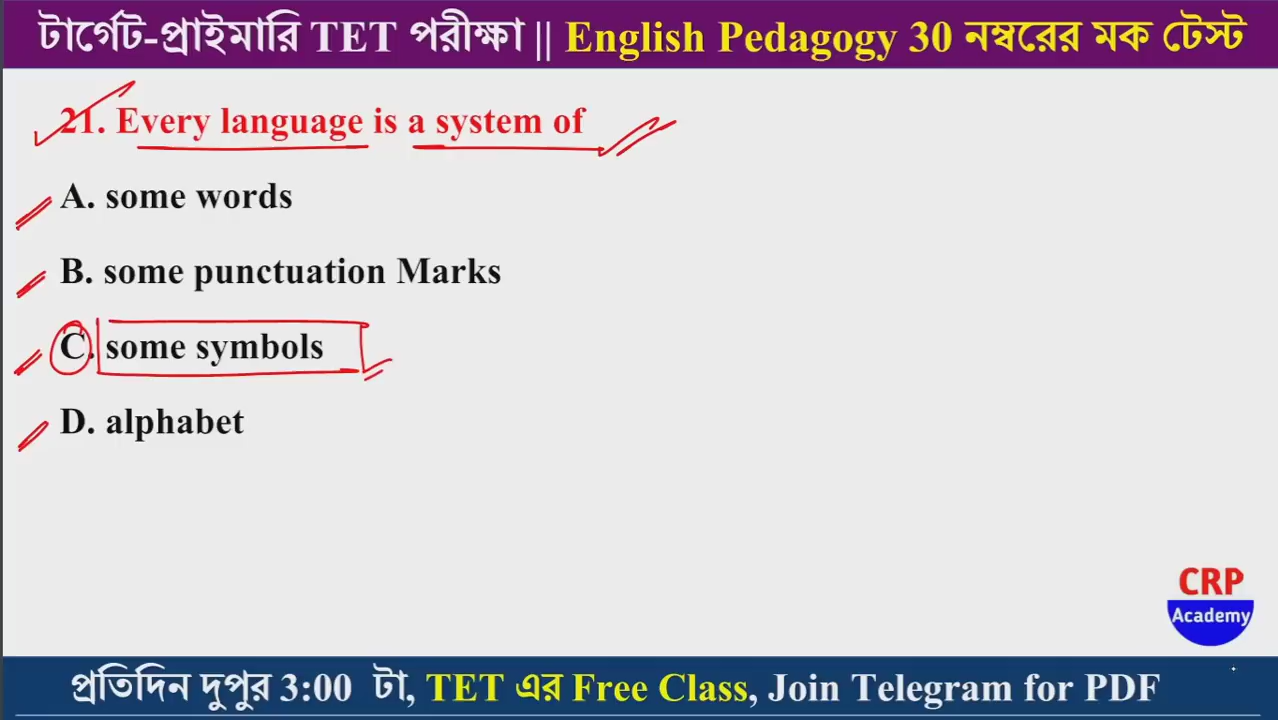 টার্গেট-প্রাইমারি TET পরীক্ষা || English Pedagogy 30 নম্বরের মক টেস্ট
21. Every language is a system of
A. some words
B. some punctuation Marks
C. some symbols
D. alphabet
CRP
Academy
প্রতিদিন দুপুর 3:00 টা, TET এর Free Class, Join Telegram for PDF